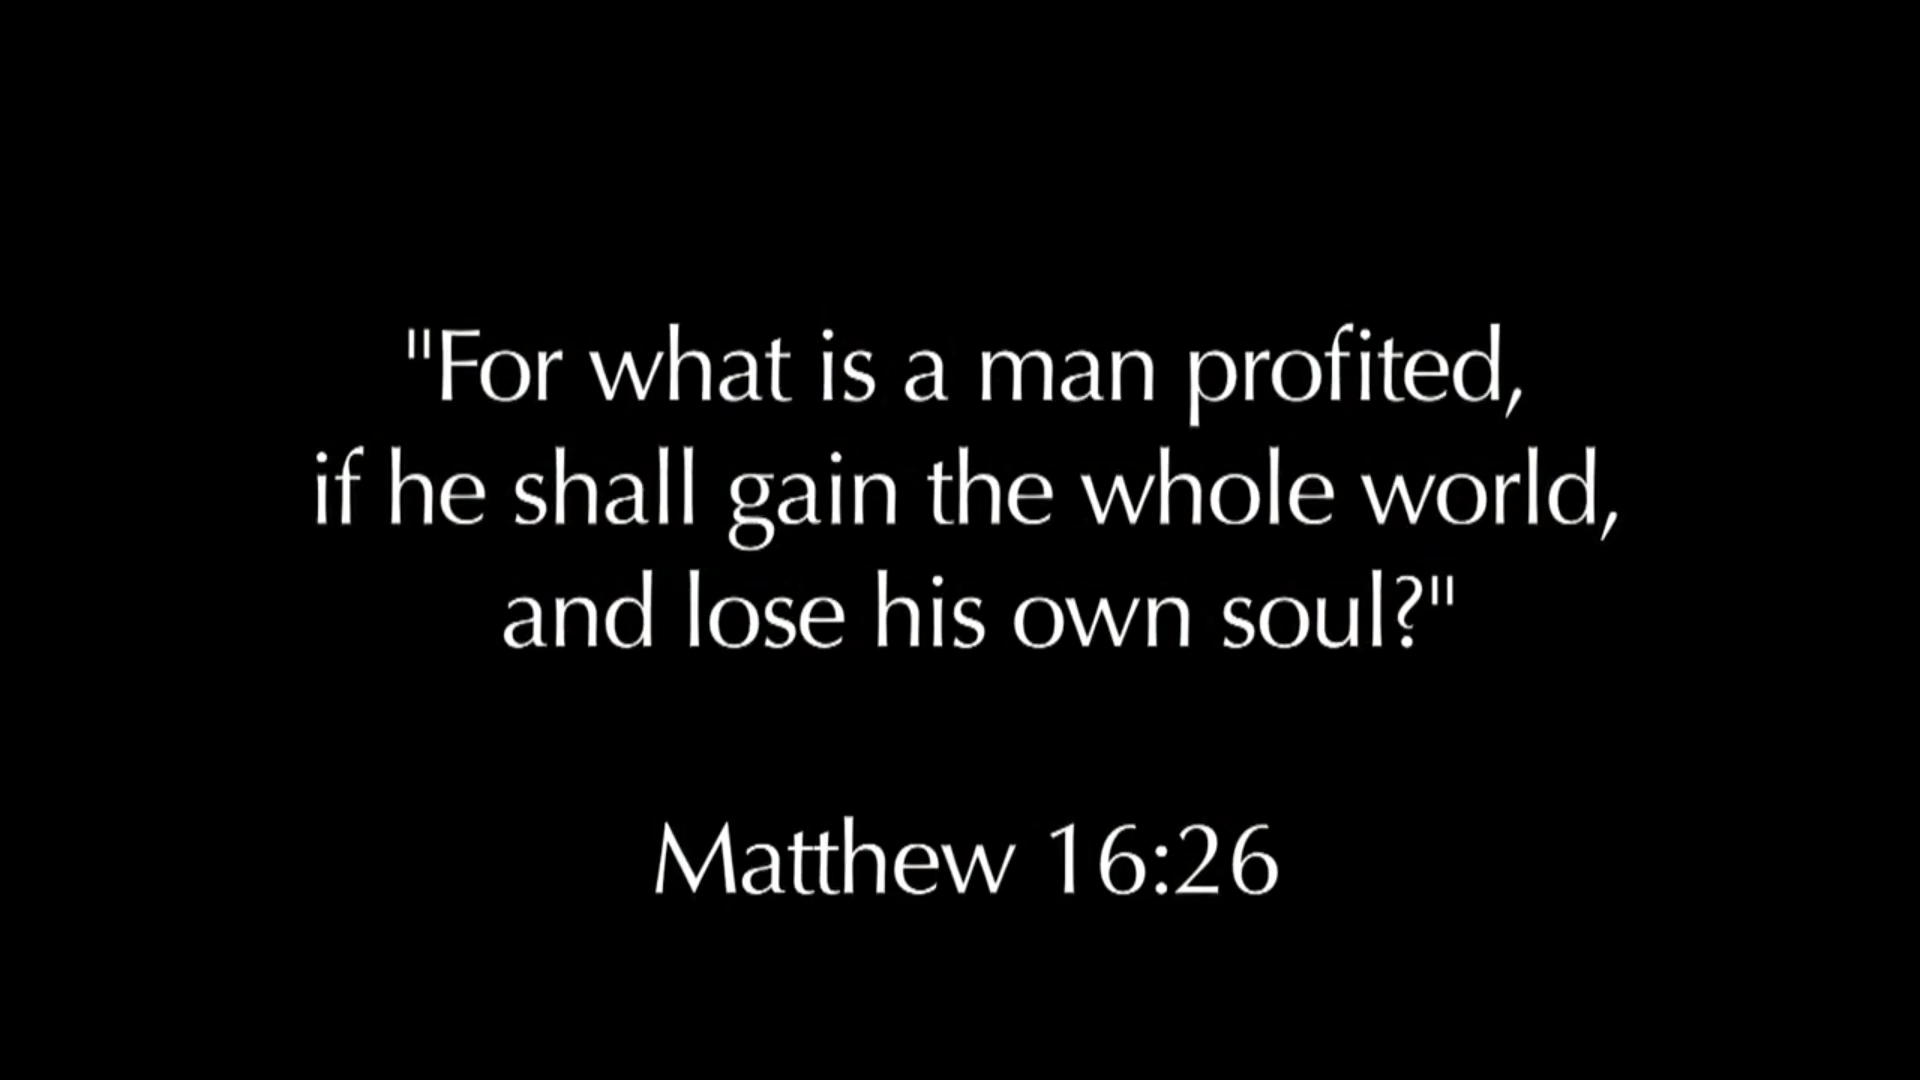 "For what is a man profited,
if he shall gain the whole world,
and lose his own soul?"
Matthew 16:26